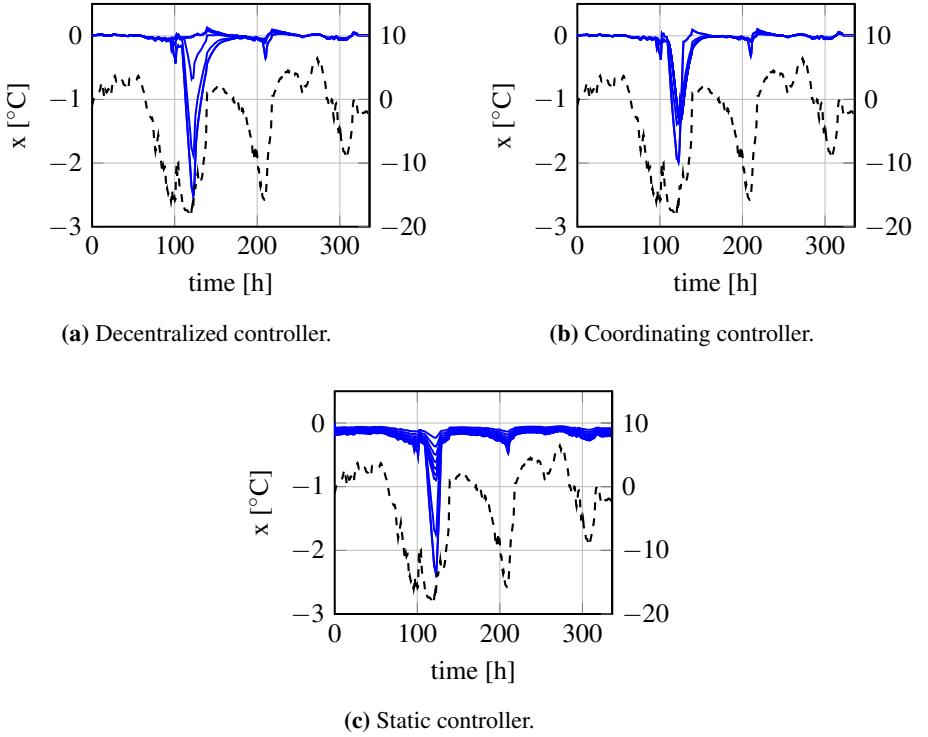 0
−1
−2
−3
x [°C]
10
0
−10
−20
0 100 200 300
time [h]
(a) Decentralized controller.
0
−1
−2
−3
x [°C]
10
0
−10
−20
0 100 200 300
time [h]
(b) Coordinating controller.
0
−1
−2
−3
x [°C]
10
0
−10
−20
0 100 200 300
time [h]
(c) Static controller.